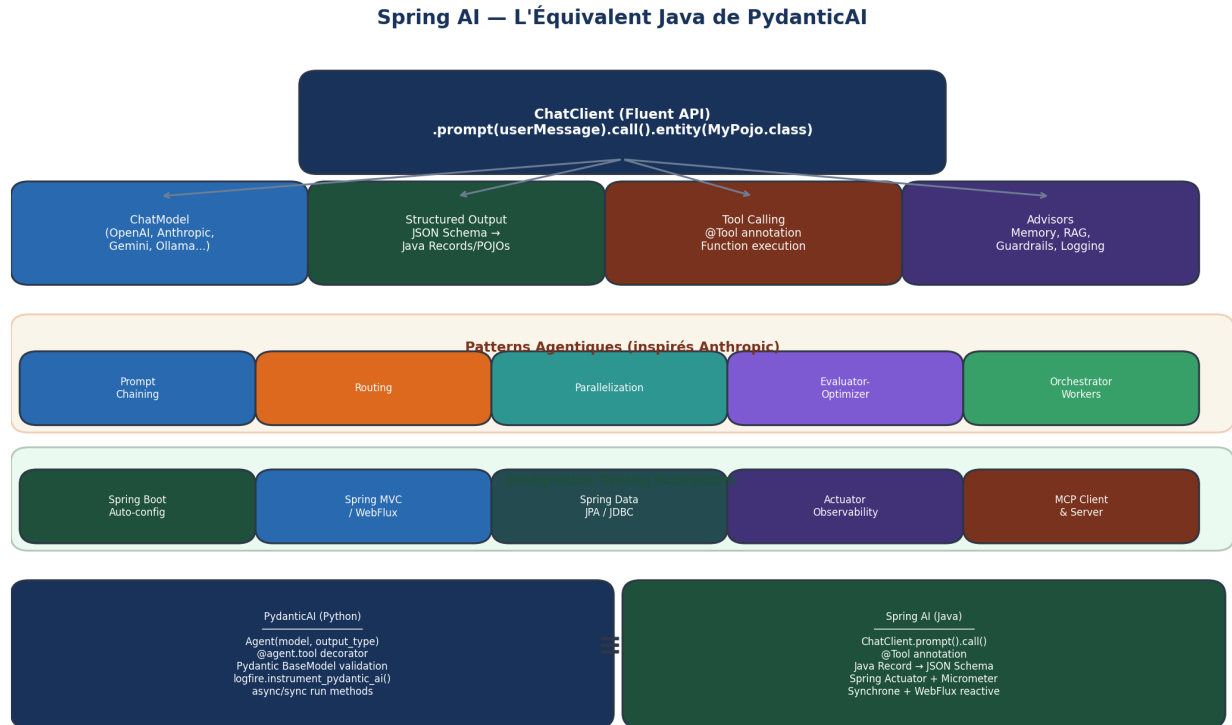 Spring AI — L'Équivalent Java de PydanticAI
ChatClient (Fluent API)
.prompt(userMessage).call().entity(MyPojo.class)
ChatModel
(OpenAI, Anthropic,
Gemini, Ollama...)
Structured Output
JSON Schema →
Java Records/POJOs
Tool Calling
@Tool annotation
Function execution
Advisors
Memory, RAG,
Guardrails, Logging
Patterns Agentiques (inspirés Anthropic)
Prompt
Chaining
Routing
Parallelization
Evaluator-
Optimizer
Orchestrator
Workers
Spring Boot
Auto-config
Spring MVC
/ WebFlux
Spring Data
JPA / JDBC
Actuator
Observability
MCP Client
& Server
PydanticAI (Python)
Agent(model, output_type)
@agent.tool decorator
Pydantic BaseModel validation
logfire.instrument_pydantic_ai()
async/sync run methods
≡
Spring AI (Java)
ChatClient.prompt().call()
@Tool annotation
Java Record → JSON Schema
Spring Actuator + Micrometer
Synchrone + WebFlux reactive